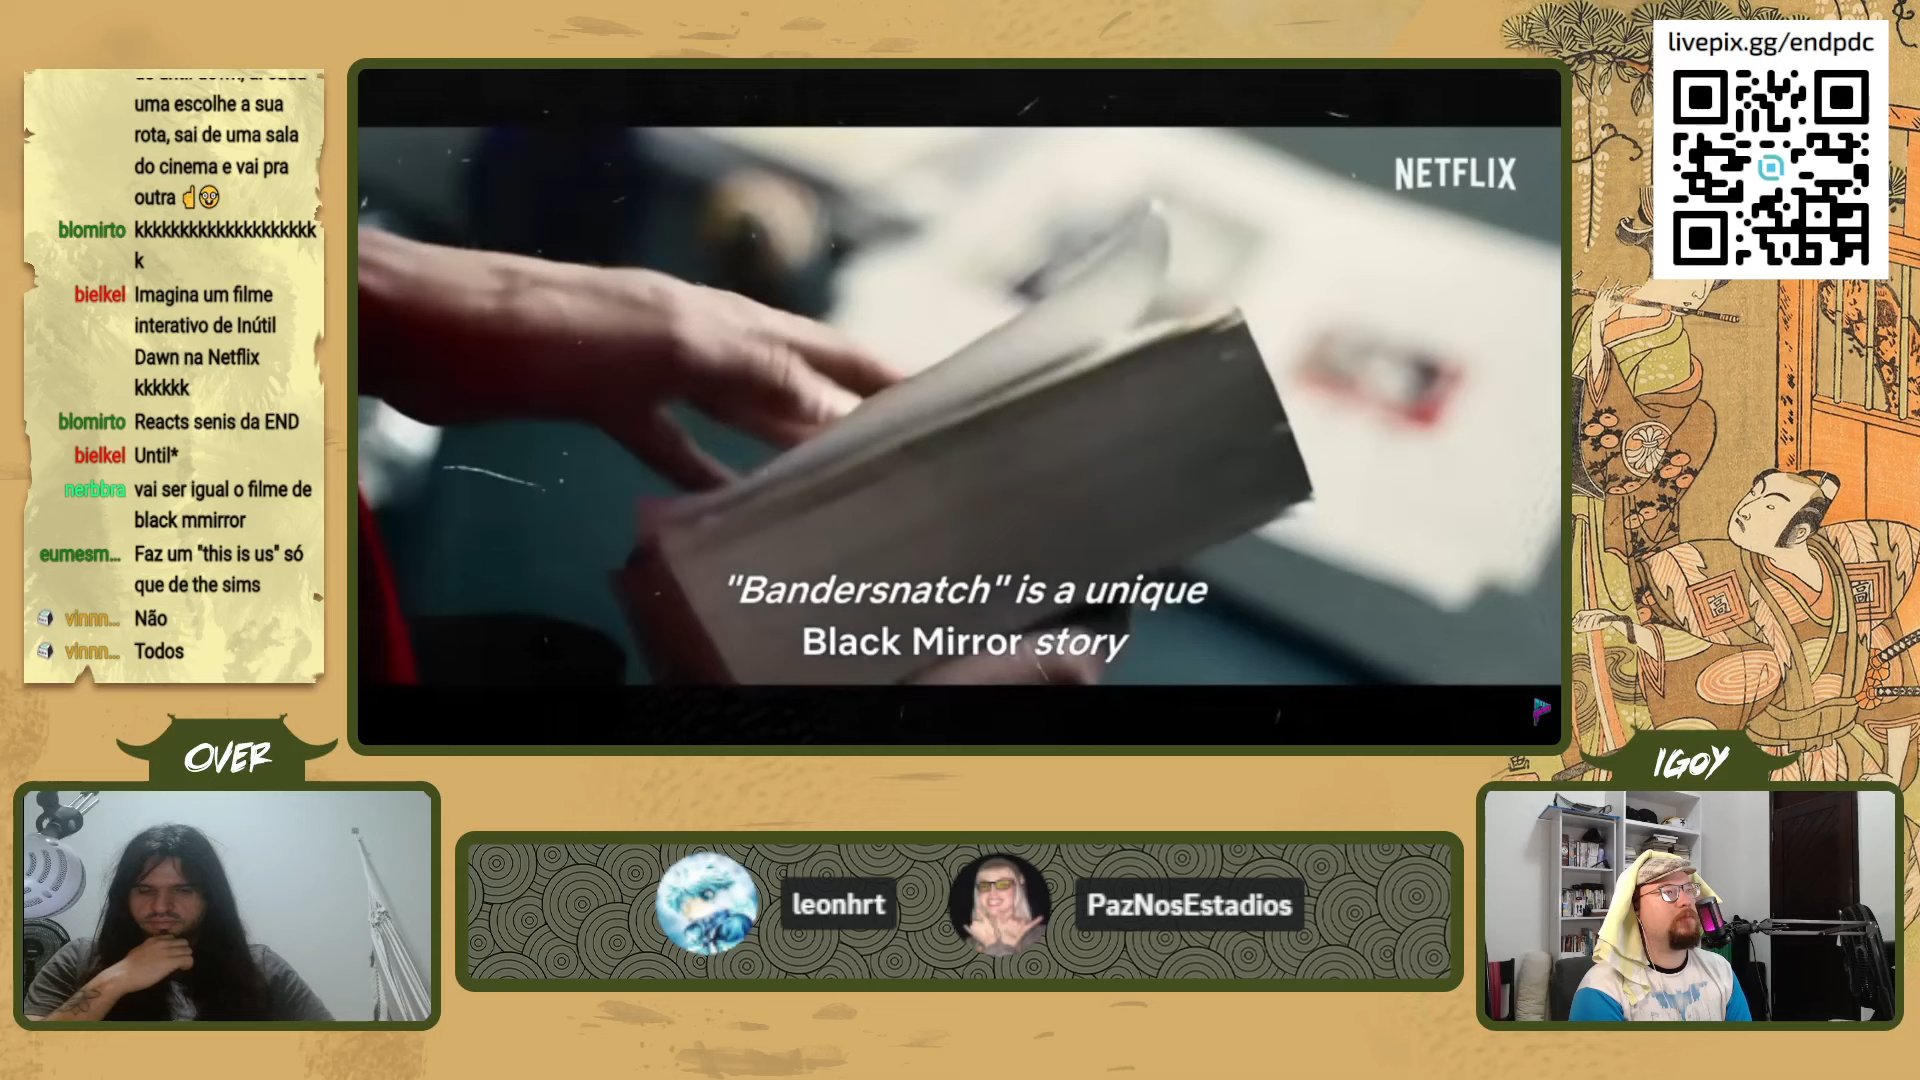 livepix.gg/endpdc
uma escolhe a sua
rota, sai de uma sala
do cinema e vai pra
outra ☝🥸
blomirto kkkkkkkkkkkkkkkkkkkk
k
bielkel Imagina um filme
interativo de Inútil
Dawn na Netflix
kkkkkk
blomirto Reacts senis da END
bielkel Until*
nerbbra vai ser igual o filme de
black mmirror
eumesm... Faz um "this is us" só
que de the sims
vinnn... Não
vinnn... Todos
NETFLIX
"Bandersnatch" is a unique
Black Mirror story
OVER
IGOY
leonhrt
PazNosEstadios